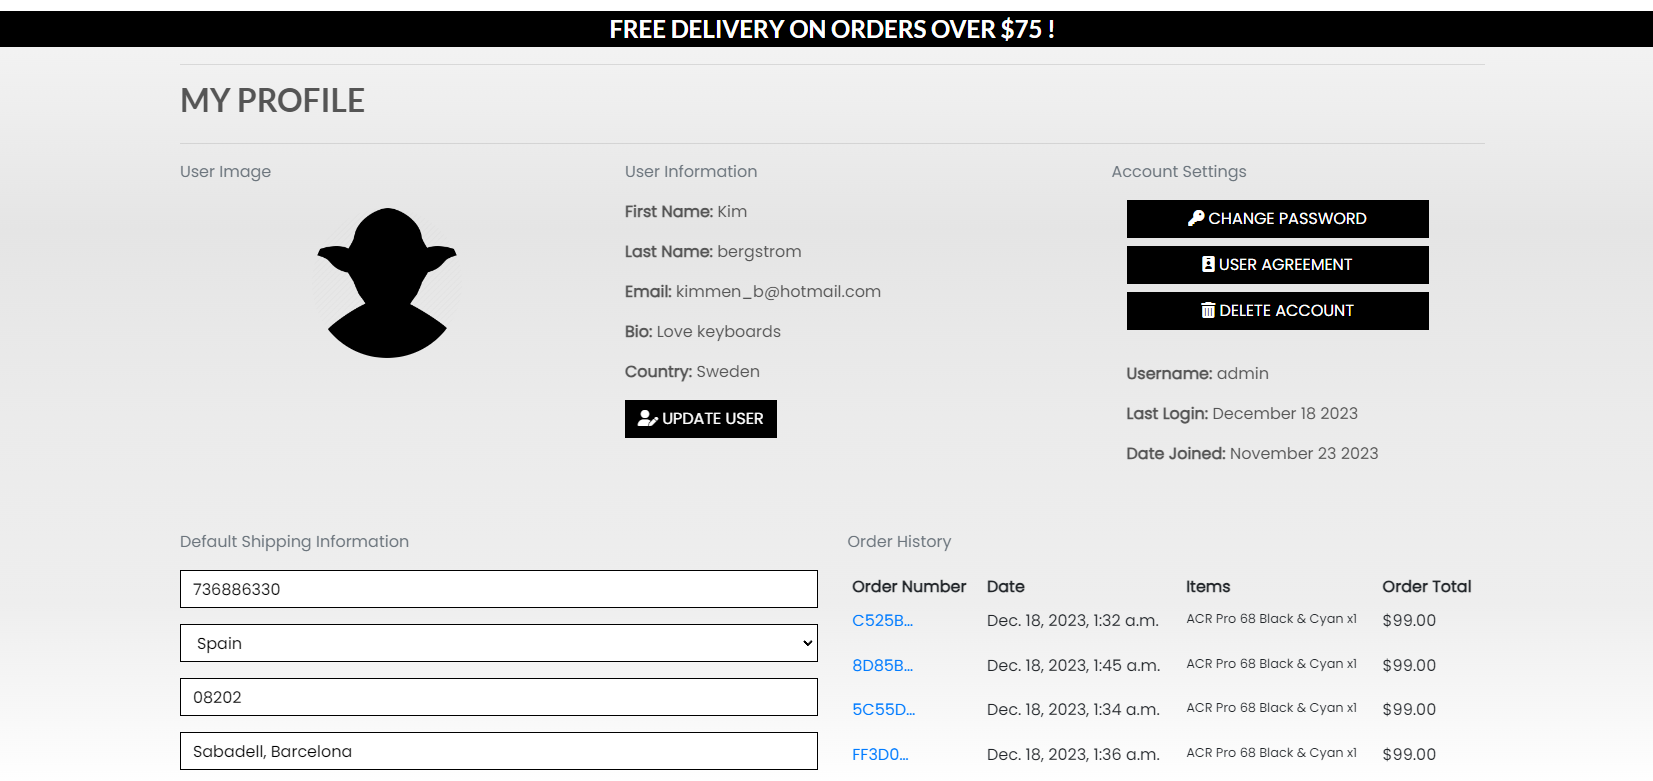 FREE DELIVERY ON ORDERS OVER $75 !
MY PROFILE
User Image
User Information
First Name: Kim
Last Name: bergstrom
Email: kimmen_b@hotmail.com
Bio: Love keyboards
Country: Sweden
UPDATE USER
Account Settings
CHANGE PASSWORD
USER AGREEMENT
DELETE ACCOUNT
Username: admin
Last Login: December 18 2023
Date Joined: November 23 2023
Default Shipping Information
736886330
Spain
08202
Sabadell, Barcelona
Order History
Order Number Date Items Order Total
C525B... Dec. 18, 2023, 1:32 a.m. ACR Pro 68 Black & Cyan x1 $99.00
8D85B... Dec. 18, 2023, 1:45 a.m. ACR Pro 68 Black & Cyan x1 $99.00
5C55D... Dec. 18, 2023, 1:34 a.m. ACR Pro 68 Black & Cyan x1 $99.00
FF3D0... Dec. 18, 2023, 1:36 a.m. ACR Pro 68 Black & Cyan x1 $99.00